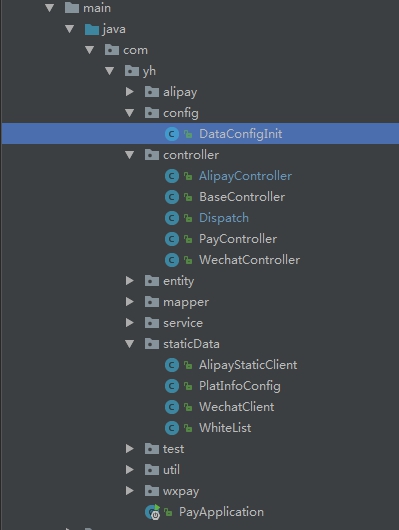 main
java
com
yh
alipay
config
DataConfigInit
controller
AlipayController
BaseController
Dispatch
PayController
WechatController
entity
mapper
service
staticData
AlipayStaticClient
PlatInfoConfig
WechatClient
WhiteList
test
util
wxpay
PayApplication